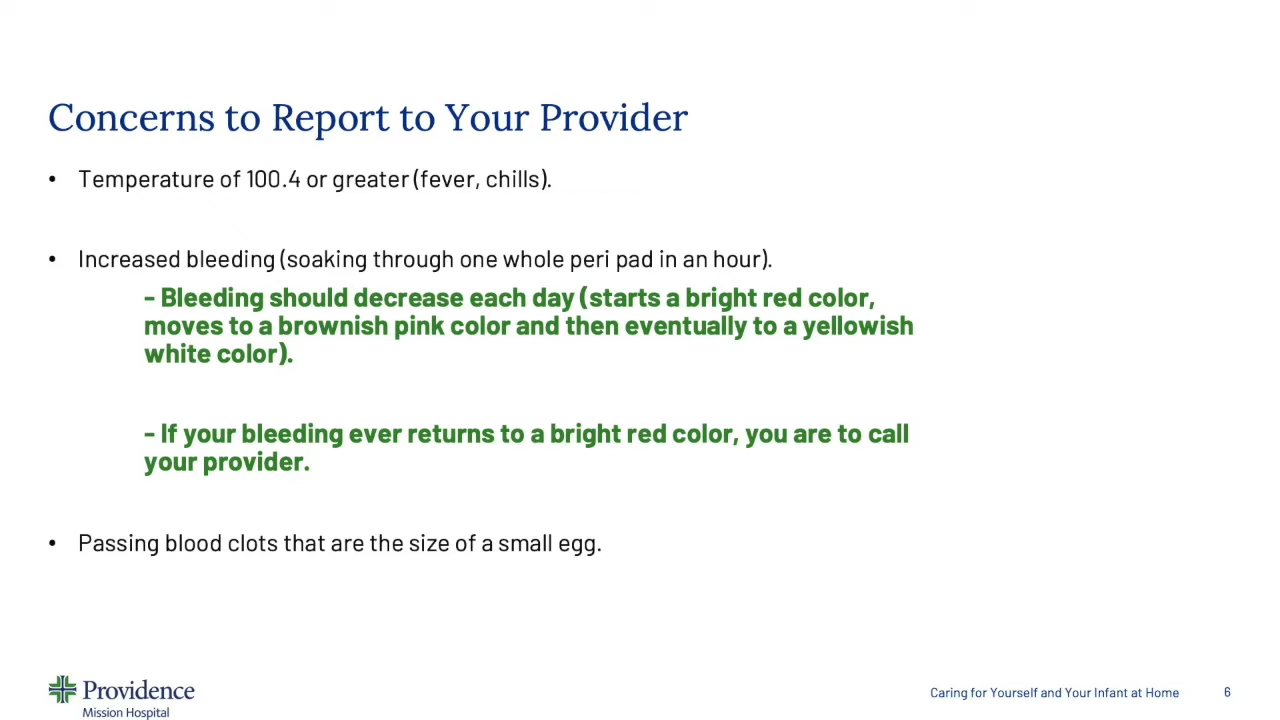 Concerns to Report to Your Provider
• Temperature of 100.4 or greater (fever, chills).
• Increased bleeding (soaking through one whole peri pad in an hour).
- Bleeding should decrease each day (starts a bright red color,
moves to a brownish pink color and then eventually to a yellowish
white color).
- If your bleeding ever returns to a bright red color, you are to call
your provider.
• Passing blood clots that are the size of a small egg.
Providence
Mission Hospital
Caring for Yourself and Your Infant at Home 6